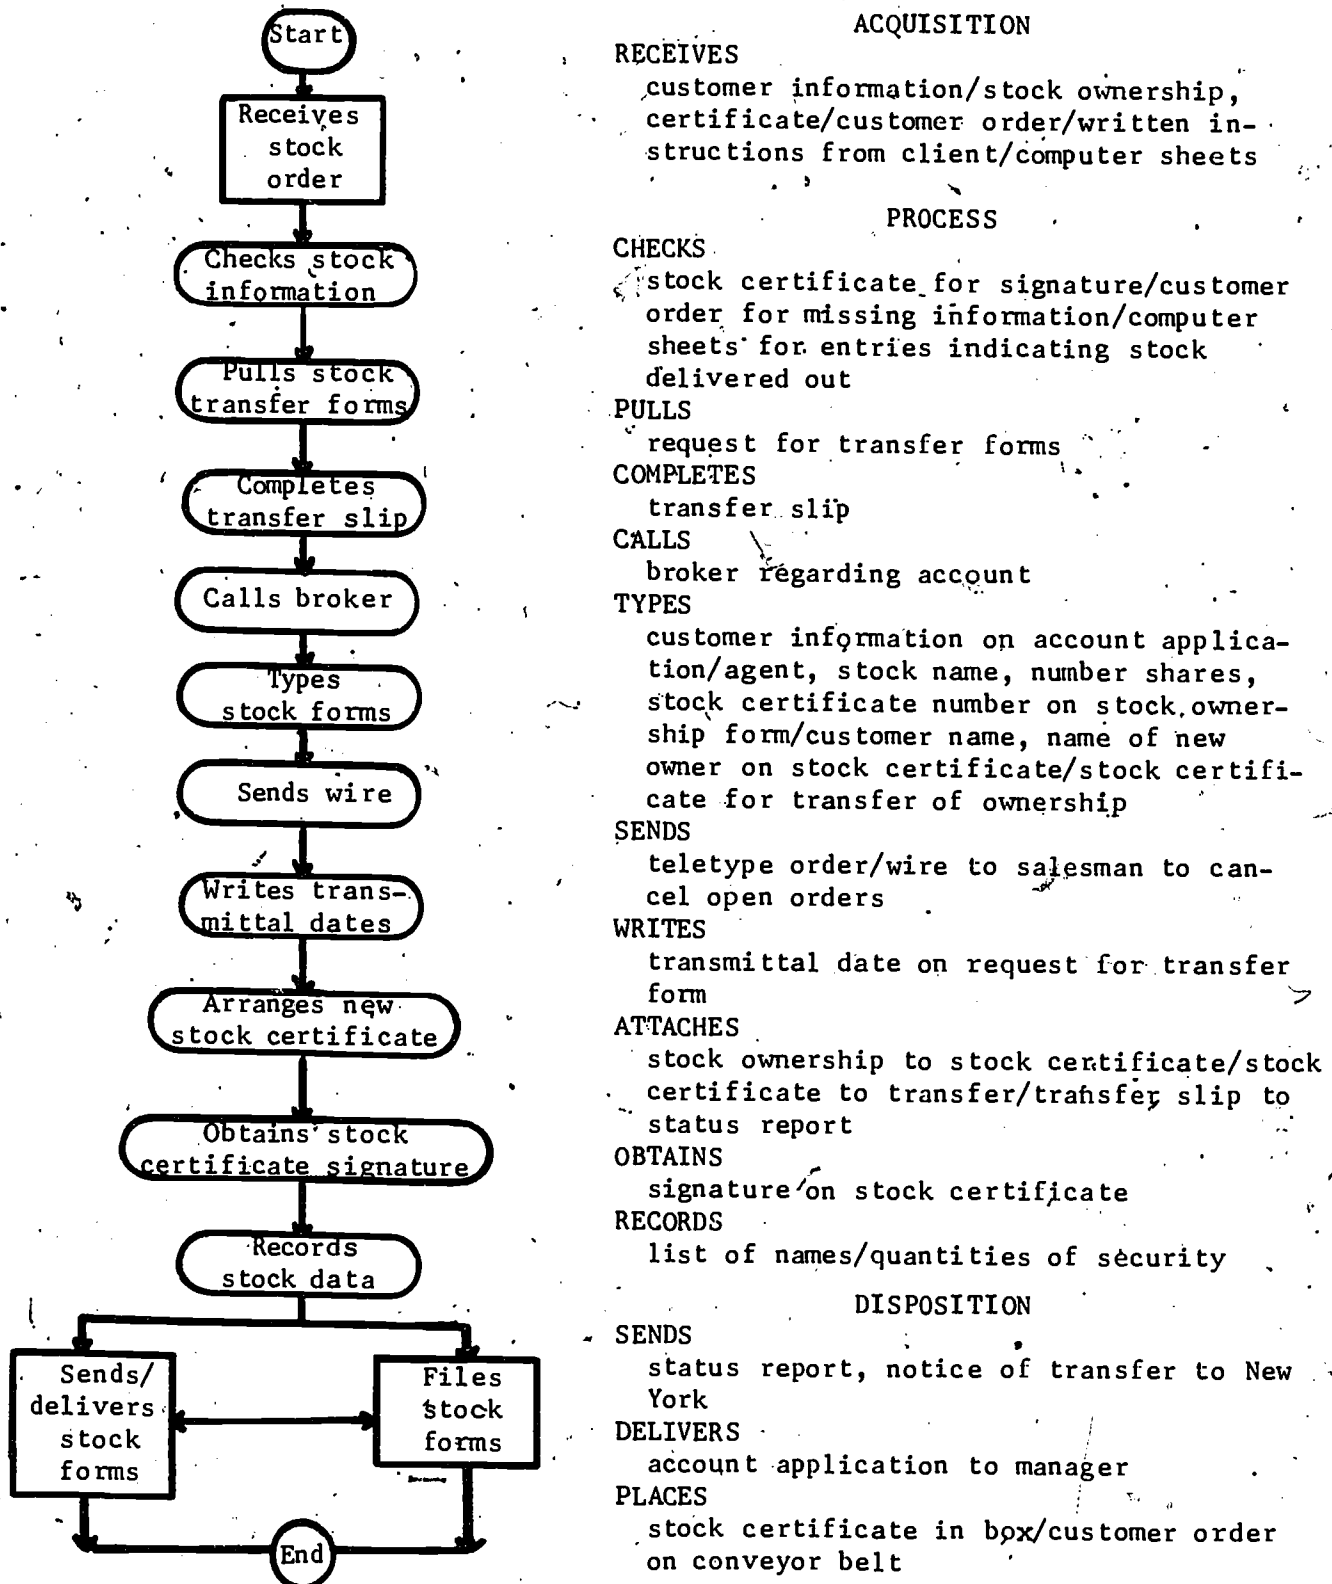 Start
Receives
stock
order
Checks stock
information
Pulls stock
transfer forms
Completes
transfer slip
Calls broker
Types
stock forms
Sends wire
Writes trans-
mittal dates
Arranges new
stock certificate
Obtains stock
certificate signature
Records
stock data
Sends/
delivers
stock
forms
Files
stock
forms
End
ACQUISITION
RECEIVES
customer information/stock ownership,
certificate/customer order/written in-
structions from client/computer sheets
PROCESS
CHECKS
stock certificate for signature/customer
order for missing information/computer
sheets for entries indicating stock
delivered out
PULLS
request for transfer forms
COMPLETES
transfer slip
CALLS
broker regarding account
TYPES
customer information on account applica-
tion/agent, stock name, number shares,
stock certificate number on stock owner-
ship form/customer name, name of new
owner on stock certificate/stock certifi-
cate for transfer of ownership
SENDS
teletype order/wire to salesman to can-
cel open orders
WRITES
transmittal date on request for transfer
form
ATTACHES
stock ownership to stock certificate/stock
certificate to transfer/transfer slip to
status report
OBTAINS
signature on stock certificate
RECORDS
list of names/quantities of security
DISPOSITION
SENDS
status report, notice of transfer to New
York
DELIVERS
account application to manager
PLACES
stock certificate in box/customer order
on conveyor belt